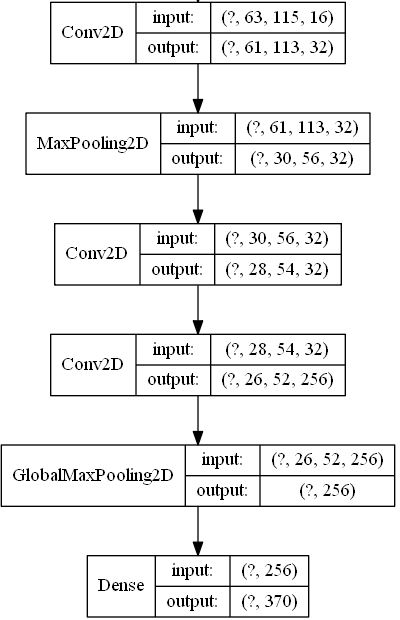 Conv2D
input: (?, 63, 115, 16)
output: (?, 61, 113, 32)
MaxPooling2D
input: (?, 61, 113, 32)
output: (?, 30, 56, 32)
Conv2D
input: (?, 30, 56, 32)
output: (?, 28, 54, 32)
Conv2D
input: (?, 28, 54, 32)
output: (?, 26, 52, 256)
GlobalMaxPooling2D
input: (?, 26, 52, 256)
output: (?, 256)
Dense
input: (?, 256)
output: (?, 370)